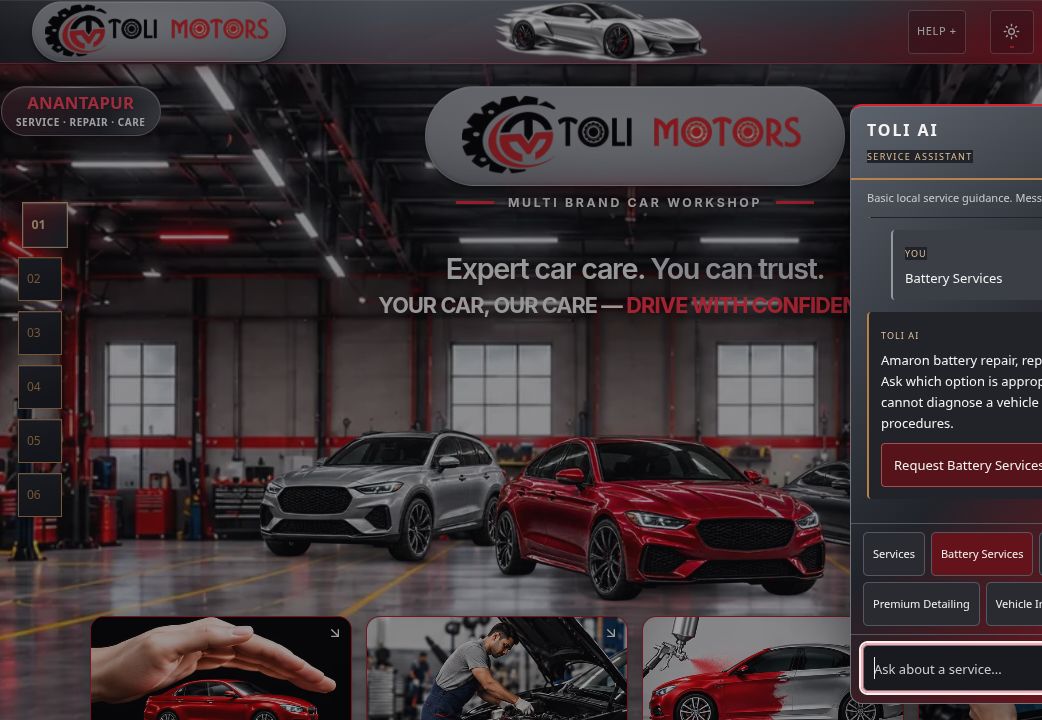 TOLI MOTORS
HELP +
ANANTAPUR
SERVICE · REPAIR · CARE
TOLI MOTORS
MULTI BRAND CAR WORKSHOP
Expert car care. You can trust.
YOUR CAR, OUR CARE — DRIVE WITH CONFIDEN
01
02
03
04
05
06
TOLI AI
SERVICE ASSISTANT
Basic local service guidance. Mess
YOU
Battery Services
TOLI AI
Amaron battery repair, rep
Ask which option is approp
cannot diagnose a vehicle
procedures.
Request Battery Services
Services
Battery Services
Premium Detailing
Vehicle In
Ask about a service...